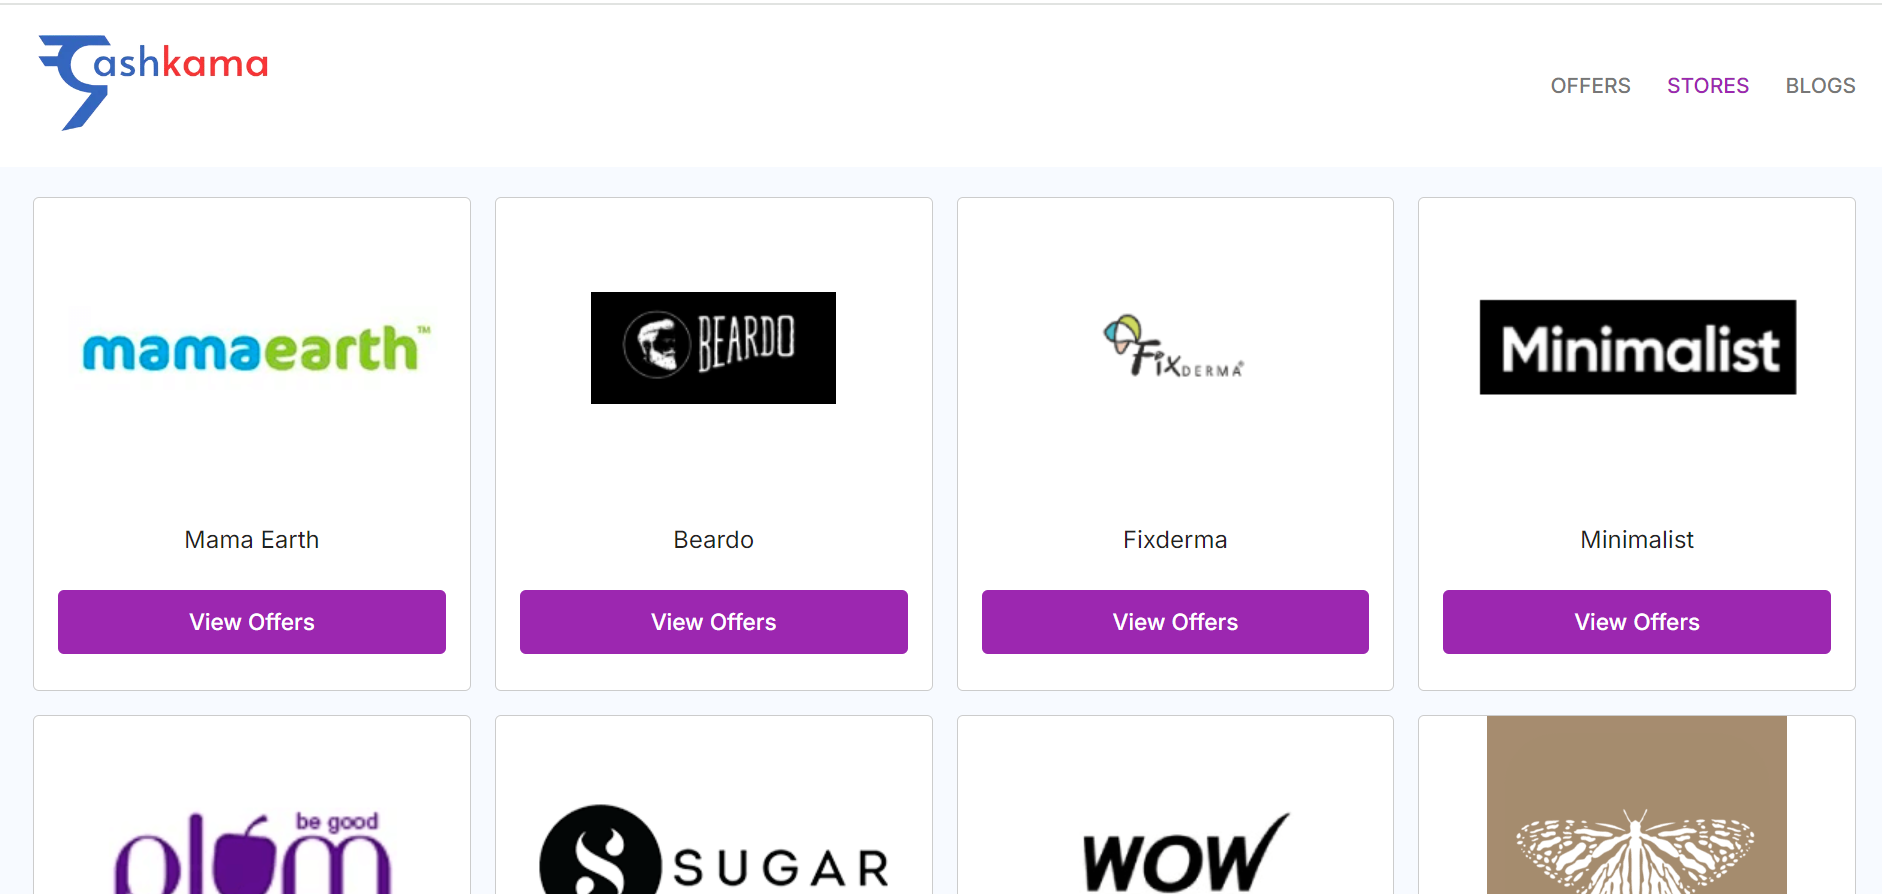 ashkama
OFFERS STORES BLOGS
mamaearth™
BEARDO
FIXDERMA®
Minimalist
Mama Earth
Beardo
Fixderma
Minimalist
View Offers
View Offers
View Offers
View Offers
be good
plum
SUGAR
WOW